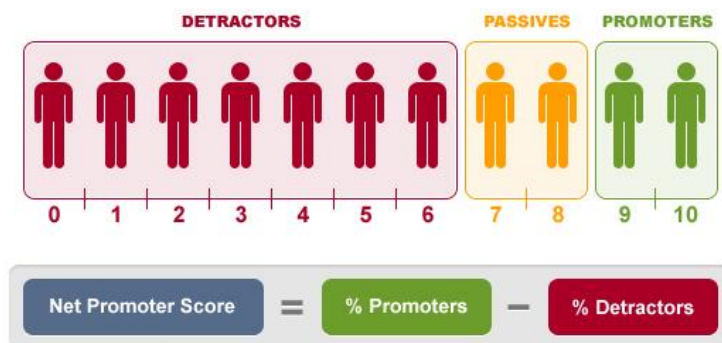 DETRACTORS PASSIVES PROMOTERS
0 1 2 3 4 5 6 7 8 9 10
Net Promoter Score = % Promoters − % Detractors